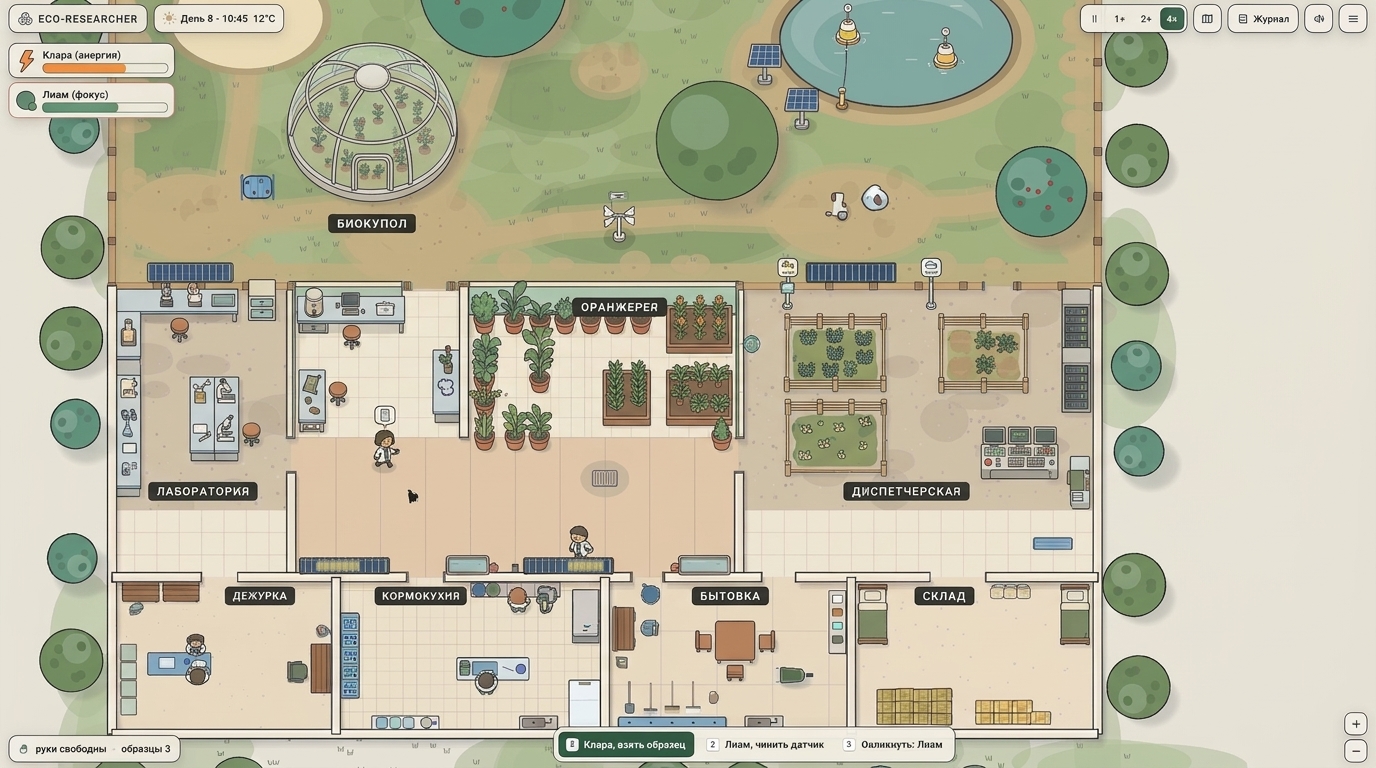 ECO-RESEARCHER
День 8 - 10:45 12°C
1+
2+
4x
Журнал
Клара (анергия)
Лиам (фокус)
БИОКУПОЛ
ОРАНЖЕРЕЯ
ЛАБОРАТОРИЯ
ДИСПЕТЧЕРСКАЯ
ДЕЖУРКА
КОРМОКУХНЯ
БЫТОВКА
СКЛАД
руки свободны · образцы 3
Клара, взять образец
2 Лиам, чинить датчик
3 Окликнуть: Лиам